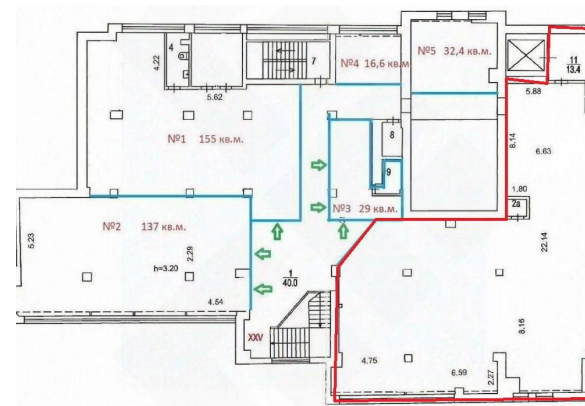 №4 16,6 кв.м
№5 32,4 кв.м.
4
4.22
5.62
7
11
13.4
5.88
№1 155 кв.м.
8
8.14
6.63
9
1.80
2а
№3 29 кв.м.
№2 137 кв.м.
5.23
2.29
h=3.20
4.54
1
40.0
22.14
XXV
8.16
4.75
6.59
2.27